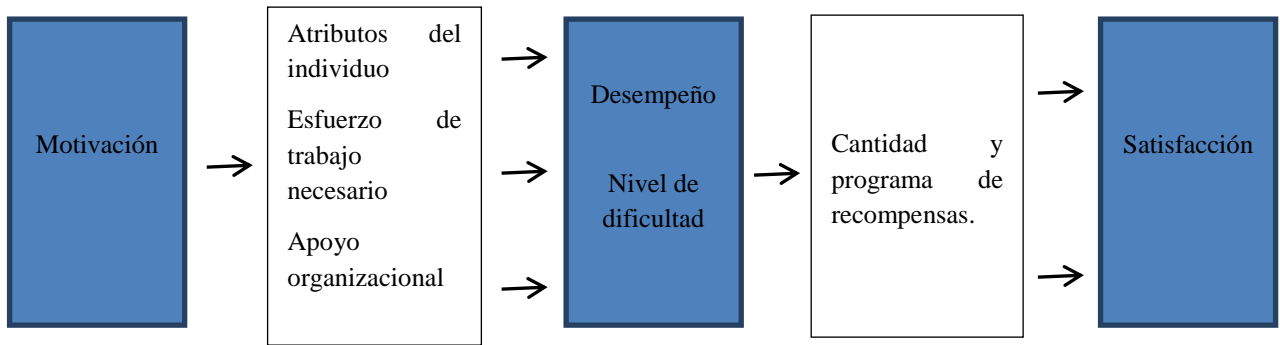 Motivación
Atributos del
individuo
Esfuerzo de
trabajo
necesario
Apoyo
organizacional
Desempeño
Nivel de
dificultad
Cantidad y
programa de
recompensas.
Satisfacción